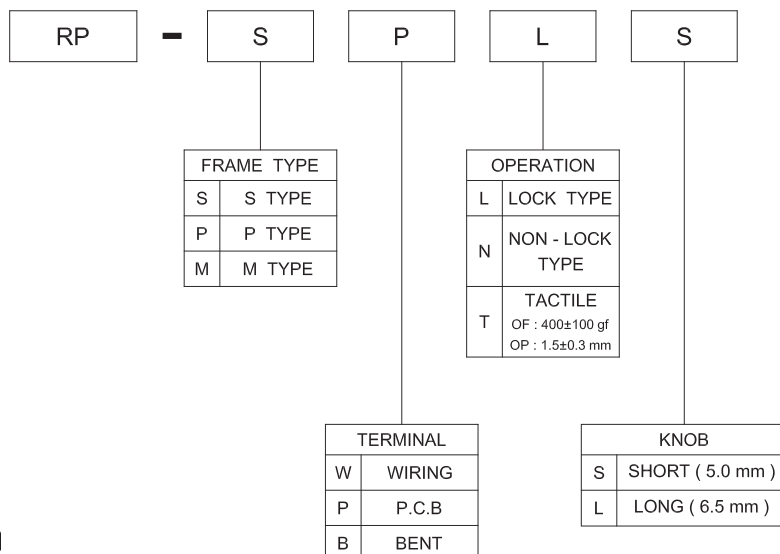 RP - S P L S
FRAME TYPE
S S TYPE
P P TYPE
M M TYPE
OPERATION
L LOCK TYPE
N NON - LOCK
TYPE
T TACTILE
OF : 400±100 gf
OP : 1.5±0.3 mm
TERMINAL
W WIRING
P P.C.B
B BENT
KNOB
S SHORT ( 5.0 mm )
L LONG ( 6.5 mm )